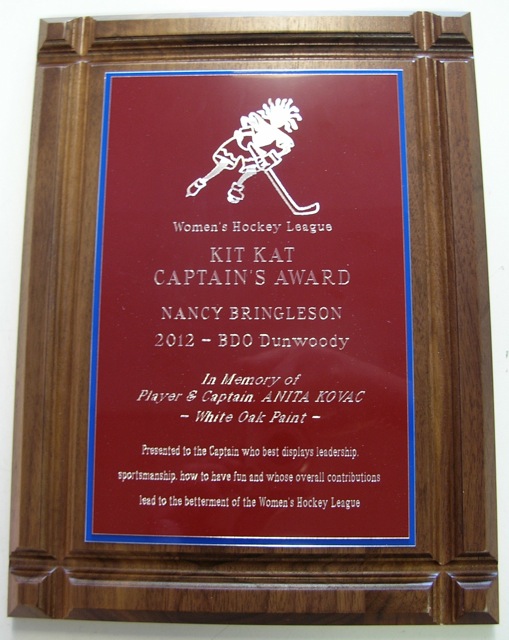 Women's Hockey League
KIT KAT
CAPTAIN'S AWARD
NANCY BRINGLESON
2012 - BDO Dunwoody
In Memory of
Player & Captain, ANITA KOVAC
- White Oak Paint -
Presented to the Captain who best displays leadership,
sportsmanship, how to have fun and whose overall contributions
lead to the betterment of the Women's Hockey League